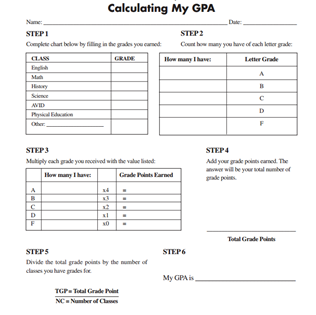 Calculating My GPA
Name: Date:
STEP 1
Complete chart below by filling in the grades you earned:
CLASS GRADE
English
Math
History
Science
AVID
Physical Education
Other:
STEP 2
Count how many you have of each letter grade:
How many I have: Letter Grade
A
B
C
D
F
STEP 3
Multiply each grade you received with the value listed:
How many I have: Grade Points Earned
A x4 =
B x3 =
C x2 =
D x1 =
F x0 =
STEP 4
Add your grade points earned. The
answer will be your total number of
grade points.
Total Grade Points
STEP 5
Divide the total grade points by the number of
classes you have grades for.
TGP = Total Grade Point
NC = Number of Classes
STEP 6
My GPA is